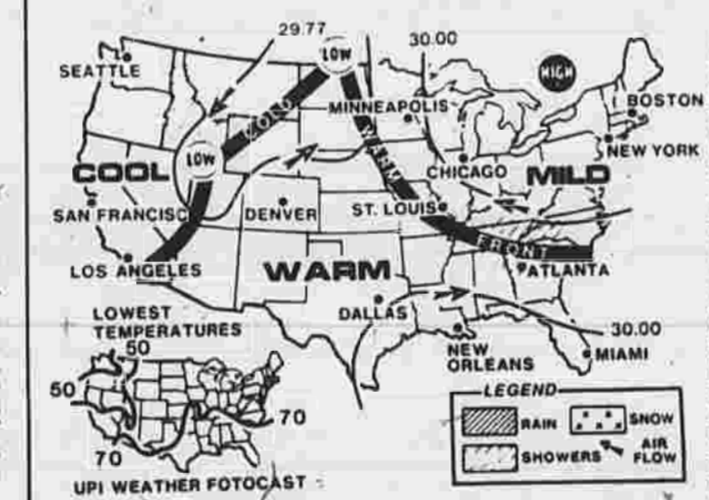 29.77
30.00
LOW
HIGH
SEATTLE
MINNEAPOLIS
BOSTON
COLD
WARM
NEW YORK
LOW
COOL
CHICAGO
MILD
SAN FRANCISC
DENVER
ST. LOUIS
FRONT
LOS ANGELES
WARM
ATLANTA
DALLAS
30.00
LOWEST
TEMPERATURES
NEW
ORLEANS
MIAMI
50
50
70
70
LEGEND
RAIN
SNOW
SHOWERS
AIR
FLOW
UPI WEATHER FOTOCAST